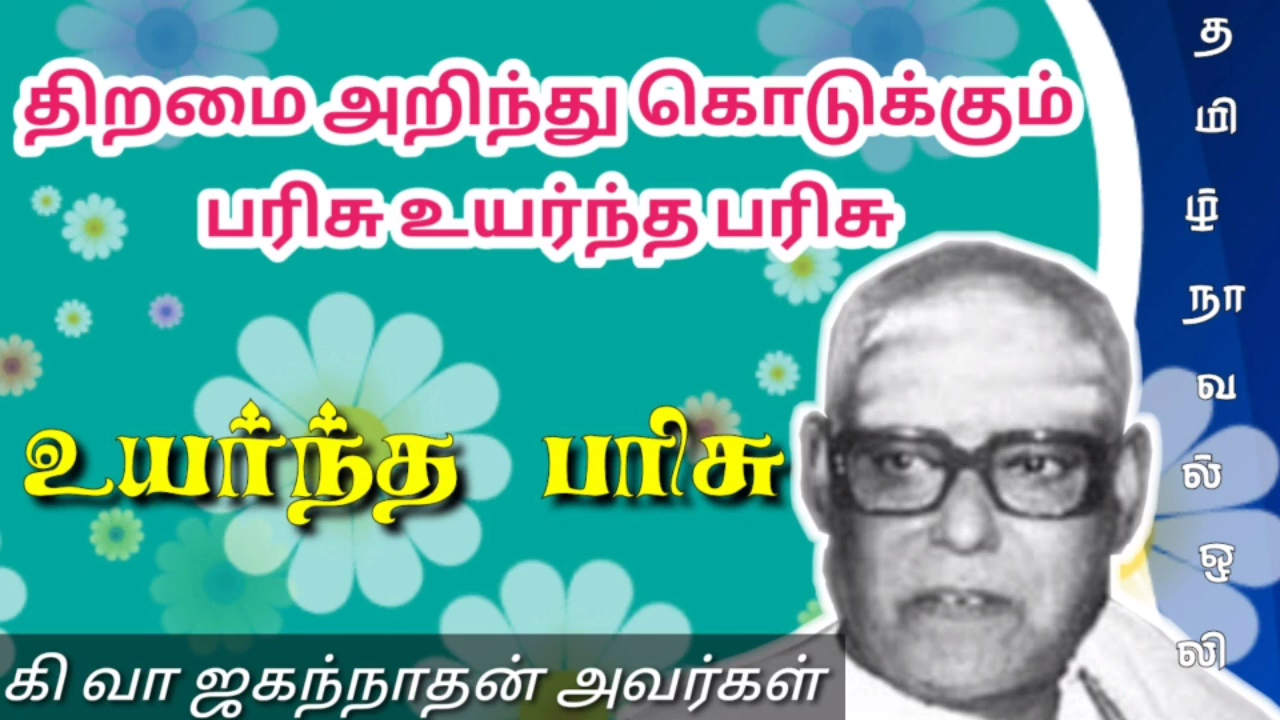 திறமை அறிந்து கொடுக்கும்
பரிசு உயர்ந்த பரிசு
உயர்ந்த பரிசு
கி வா ஜகந்நாதன் அவர்கள்
த
மி
ழ்
நா
வ
ல்
ஒ
லி